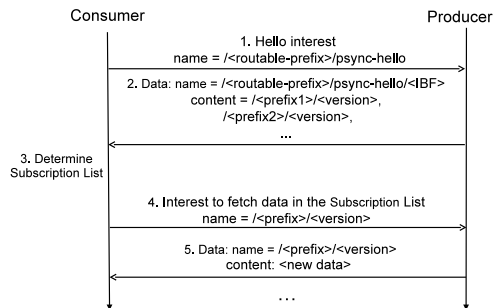 Consumer
Producer
1. Hello interest
name = /<routable-prefix>/psync-hello
2. Data: name = /<routable-prefix>/psync-hello/<IBF>
content = /<prefix1>/<version>,
/<prefix2>/<version>,
...
3. Determine
Subscription List
4. Interest to fetch data in the Subscription List
name = /<prefix>/<version>
5. Data: name = /<prefix>/<version>
content: <new data>
...